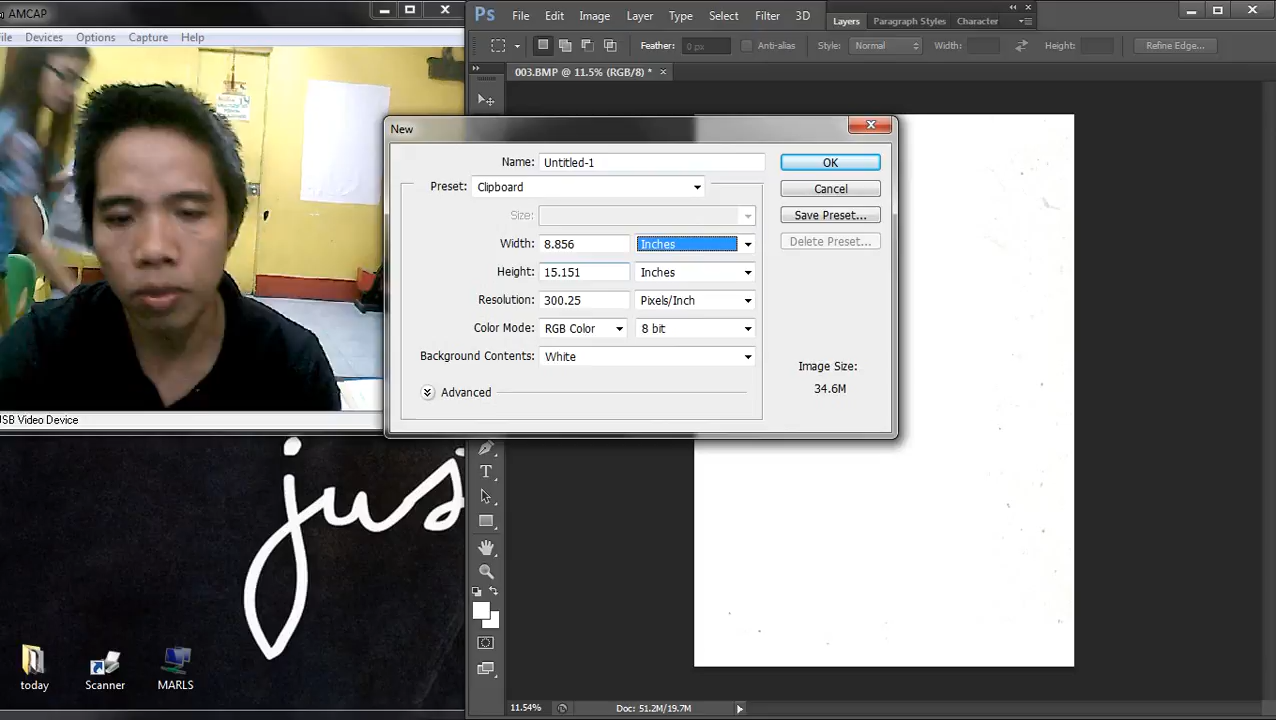 AMCAP
ile Devices Options Capture Help
SB Video Device
jus
today
Scanner
MARLS
Ps File Edit Image Layer Type Select Filter 3D
Layers Paragraph Styles Character
Feather: 0 px Anti-alias Style: Normal Width: Height: Refine Edge...
003.BMP @ 11.5% (RGB/8) *
New
Name: Untitled-1
Preset: Clipboard
Size:
Width: 8.856 Inches
Height: 15.151 Inches
Resolution: 300.25 Pixels/Inch
Color Mode: RGB Color 8 bit
Background Contents: White
Advanced
OK
Cancel
Save Preset...
Delete Preset...
Image Size:
34.6M
T
11.54% Doc: 51.2M/19.7M